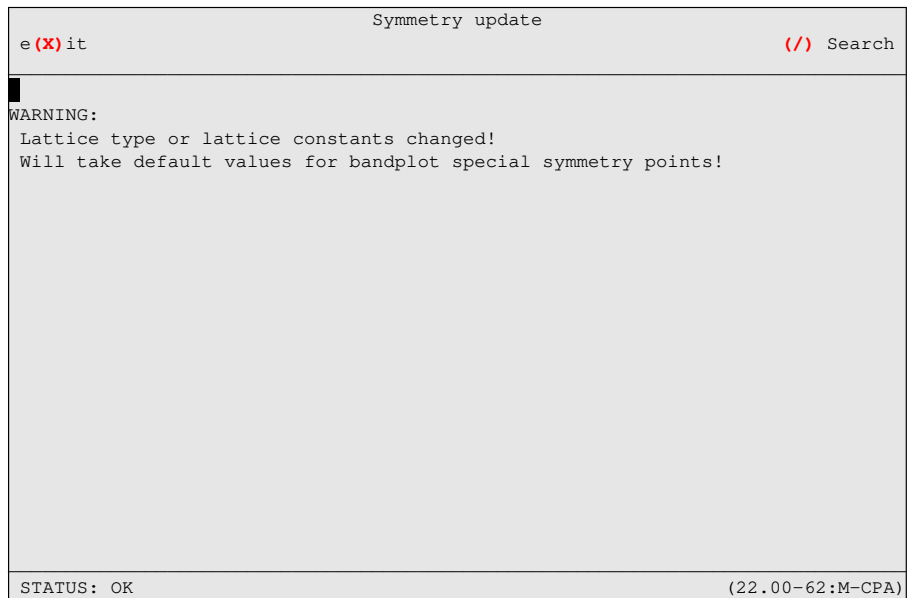 Symmetry update
e(X)it (/) Search
WARNING:
Lattice type or lattice constants changed!
Will take default values for bandplot special symmetry points!
STATUS: OK (22.00-62:M-CPA)